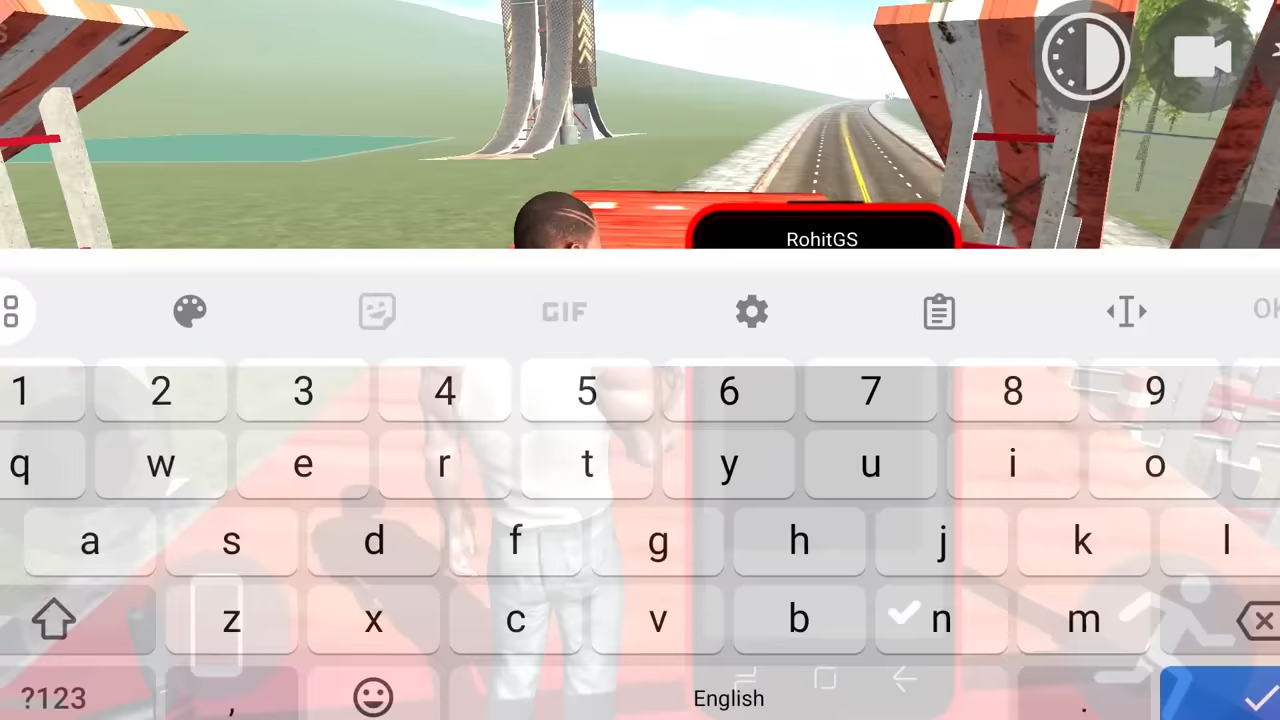 RohitGS
GIF
1 2 3 4 5 6 7 8 9
q w e r t y u i o
a s d f g h j k l
z x c v b n m
?123 , English .